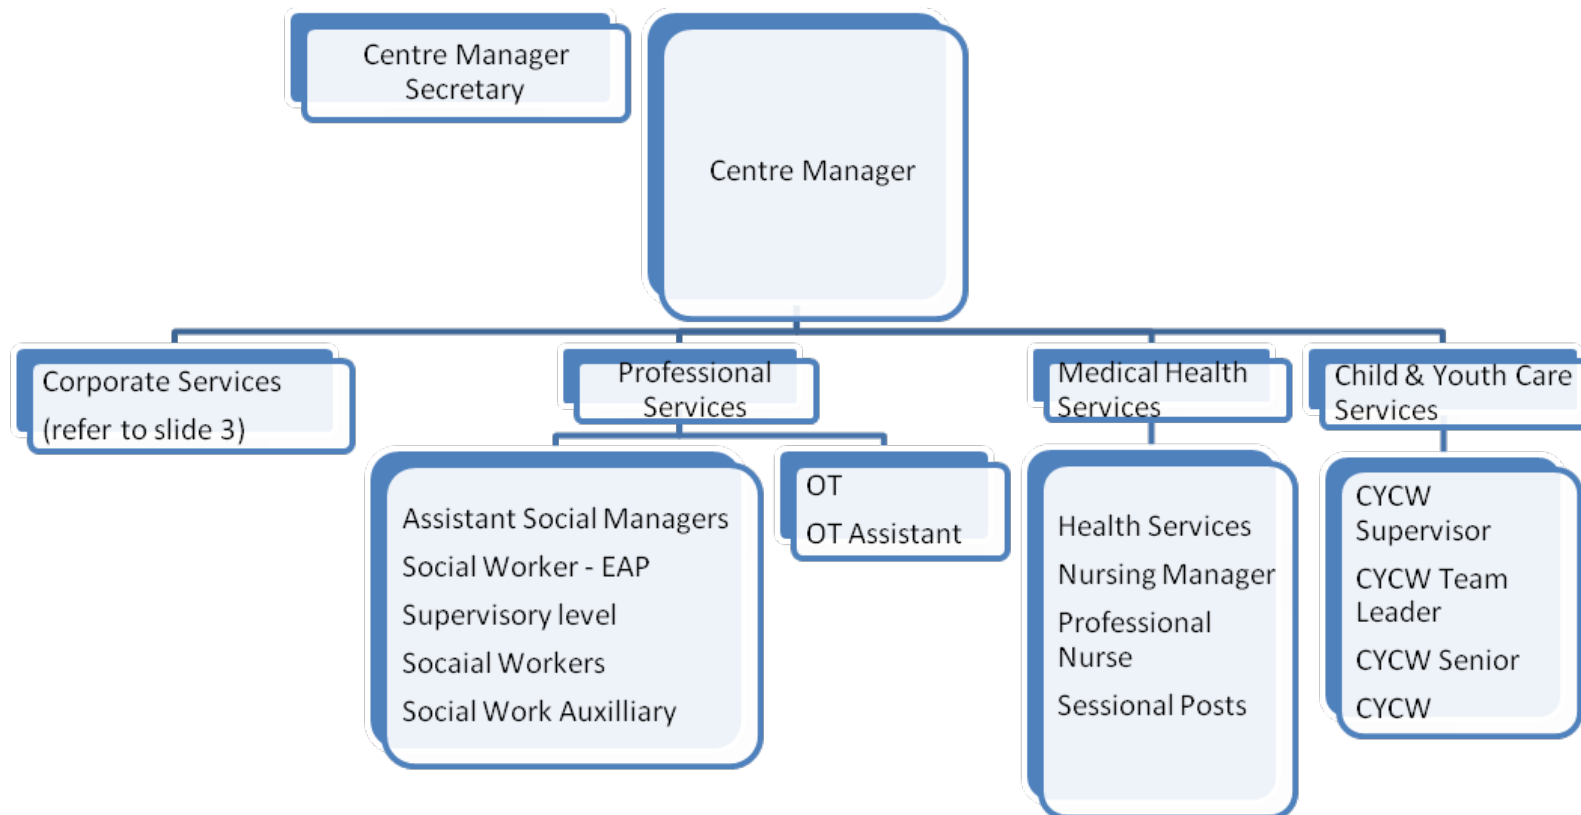 Centre Manager
Secretary
Centre Manager
Corporate Services
(refer to slide 3)
Professional
Services
Medical Health
Services
Child & Youth Care
Services
Assistant Social Managers
Social Worker - EAP
Supervisory level
Socaial Workers
Social Work Auxilliary
OT
OT Assistant
Health Services
Nursing Manager
Professional
Nurse
Sessional Posts
CYCW
Supervisor
CYCW Team
Leader
CYCW Senior
CYCW